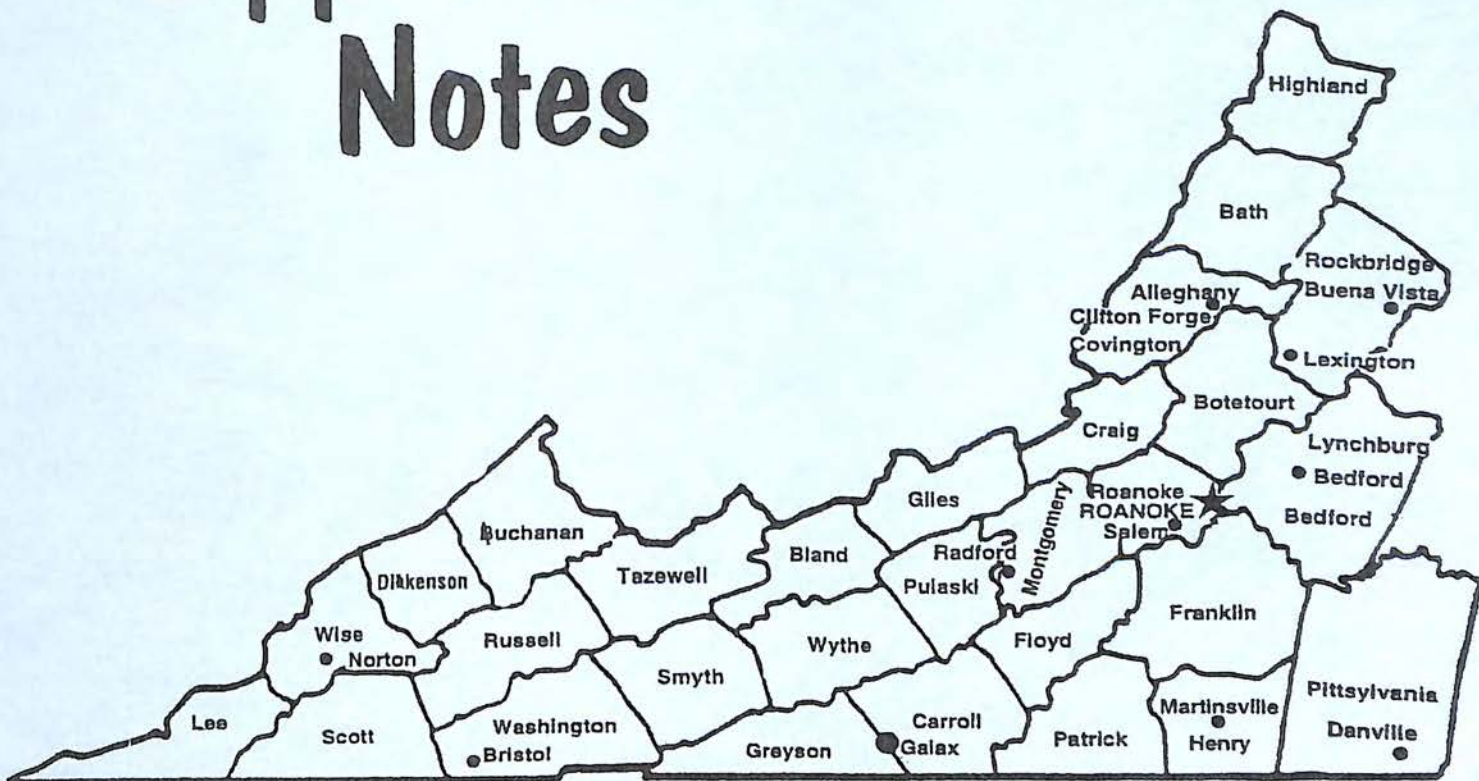 Notes
Highland
Bath
Rockbridge
Alleghany
Buena Vista
Clifton Forge
Covington
Lexington
Botetourt
Craig
Lynchburg
Bedford
Giles
Roanoke
ROANOKE
Salem
Bedford
Montgomery
Buchanan
Bland
Radford
Tazewell
Pulaski
Dikkenson
Franklin
Wise
Norton
Russell
Wythe
Floyd
Smyth
Pittsylvania
Lee
Scott
Washington
Bristol
Grayson
Carroll
Galax
Patrick
Martinsville
Henry
Danville